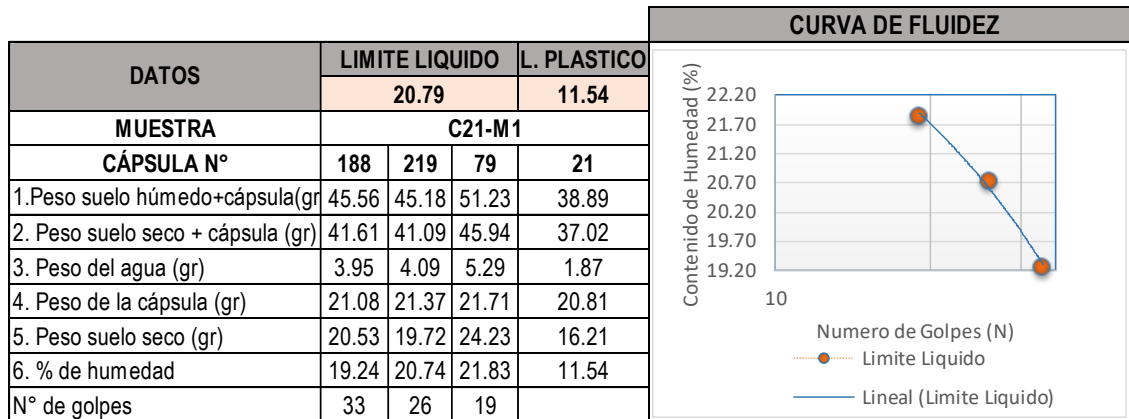 CURVA DE FLUIDEZ
DATOS LIMITE LIQUIDO L. PLASTICO
20.79 11.54
MUESTRA C21-M1
CÁPSULA N° 188 219 79 21
1.Peso suelo húmedo+cápsula(gr 45.56 45.18 51.23 38.89
2. Peso suelo seco + cápsula (gr) 41.61 41.09 45.94 37.02
3. Peso del agua (gr) 3.95 4.09 5.29 1.87
4. Peso de la cápsula (gr) 21.08 21.37 21.71 20.81
5. Peso suelo seco (gr) 20.53 19.72 24.23 16.21
6. % de humedad 19.24 20.74 21.83 11.54
N° de golpes 33 26 19
Contenido de Humedad (%)
22.20
21.70
21.20
20.70
20.20
19.70
19.20
10
Numero de Golpes (N)
Limite Liquido
Lineal (Limite Liquido)